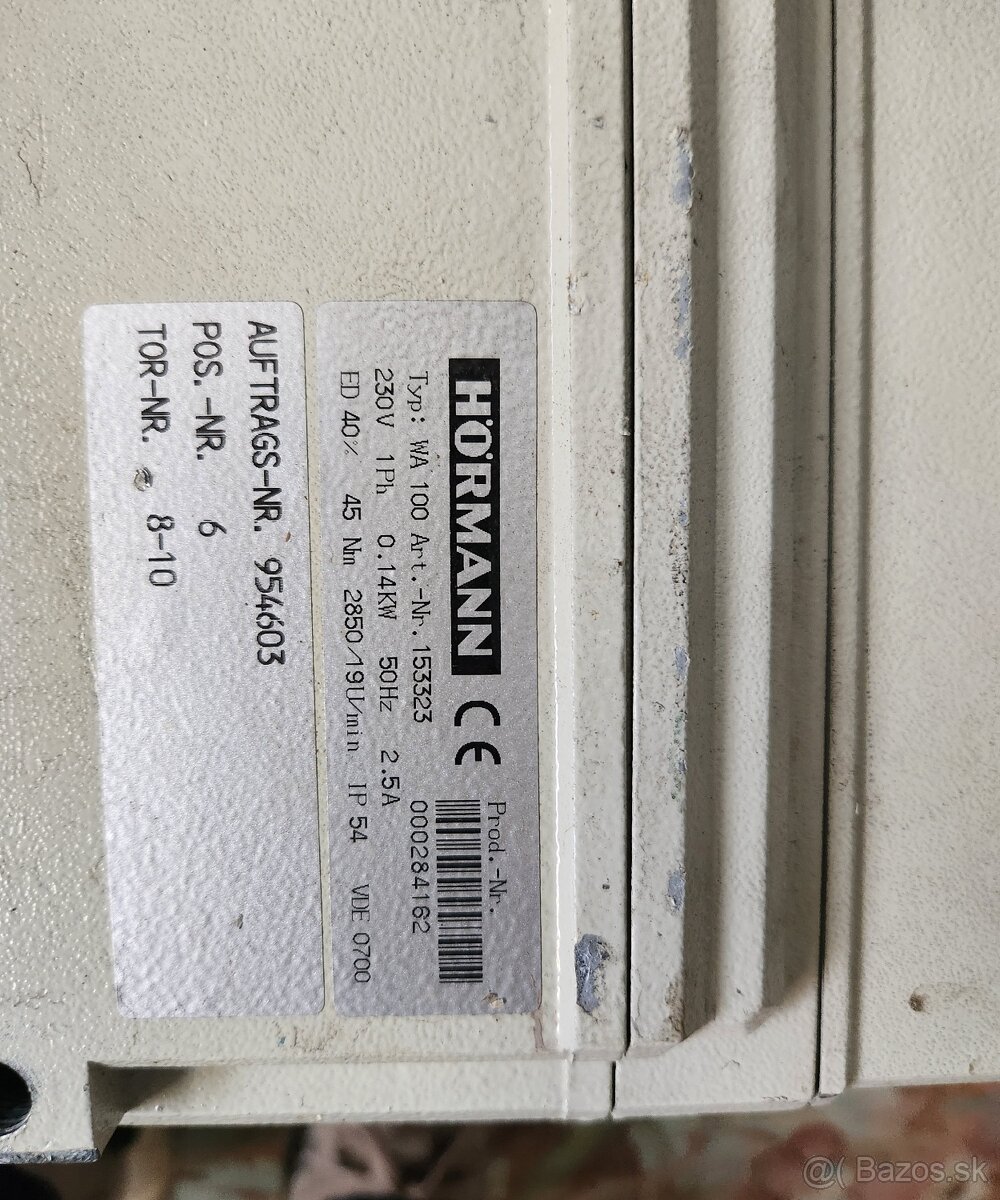 HÖRMANN CE
Prod.-Nr.
Typ: WA 100 Art.-Nr. 153323 000284162
230V 1Ph 0.14KW 50Hz 2.5A
ED 40% 45 Nm 2850/19U/min IP 54 VDE 0700
AUFTRAGS-NR. 954603
POS.-NR. 6
TOR-NR. 8-10
@( Bazos.sk